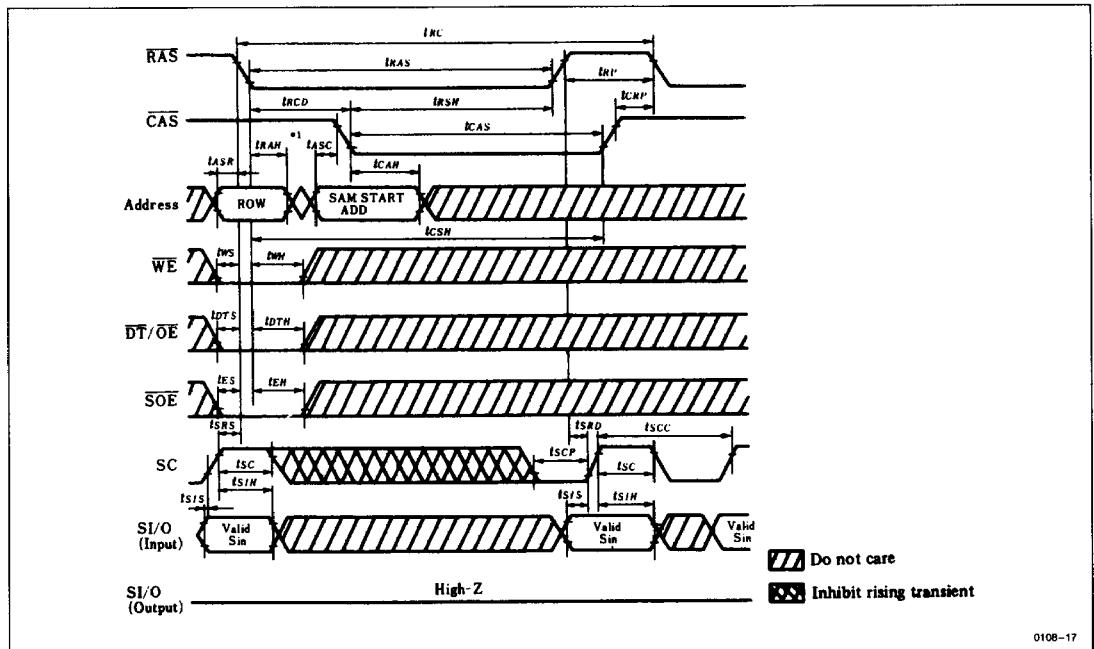 tRC
RAS
tRAS
tRP
tRCD
tRSH
tCRP
CAS
tCAS
*1
tRAH
tASC
tASR
tCAH
Address
ROW
SAM START
ADD
tCSH
WE
tWS
tWH
DT/OE
tDTS
tDTH
SOE
tES
tEH
tSRS
tSRD
tSCC
SC
tSC
tSCP
tSC
tSIH
tSIS
tSIS
tSIH
SI/O
(Input)
Valid
Sin
Valid
Sin
Valid
Sin
Do not care
SI/O
(Output)
High-Z
Inhibit rising transient
0108-17